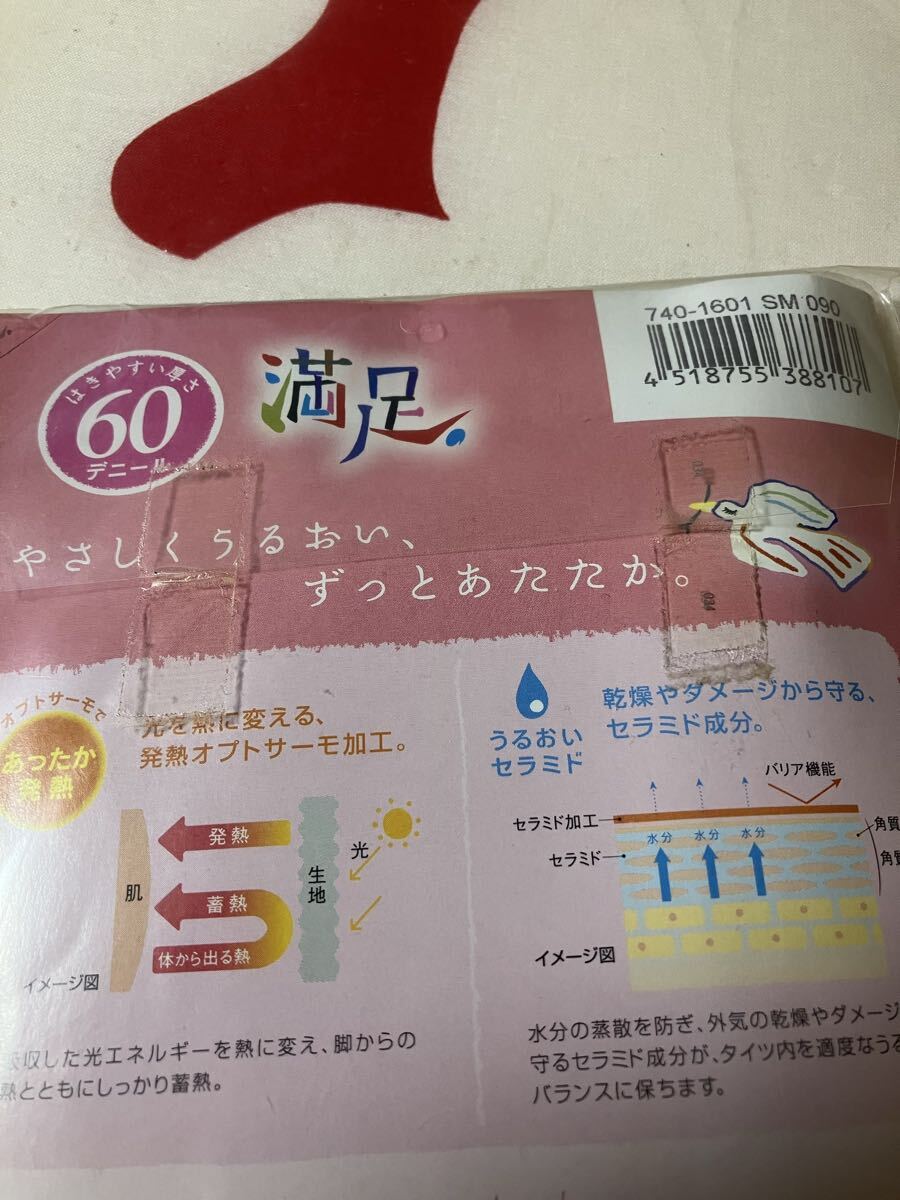 740-1601 SM 090
4 518755 388107
はきやすい厚さ
60
デニール
満足。
やさしくうるおい、
ずっとあたたか。
034
034
オプトサーモで
あったか
発熱
光を熱に変える、
発熱オプトサーモ加工。
発熱
蓄熱
体から出る熱
肌
生地
光
イメージ図
吸収した光エネルギーを熱に変え、脚からの
熱とともにしっかり蓄熱。
うるおい
セラミド
乾燥やダメージから守る、
セラミド成分。
バリア機能
セラミド加工
セラミド
水分 水分 水分
角質
角質
イメージ図
水分の蒸散を防ぎ、外気の乾燥やダメージ
守るセラミド成分が、タイツ内を適度なうる
バランスに保ちます。